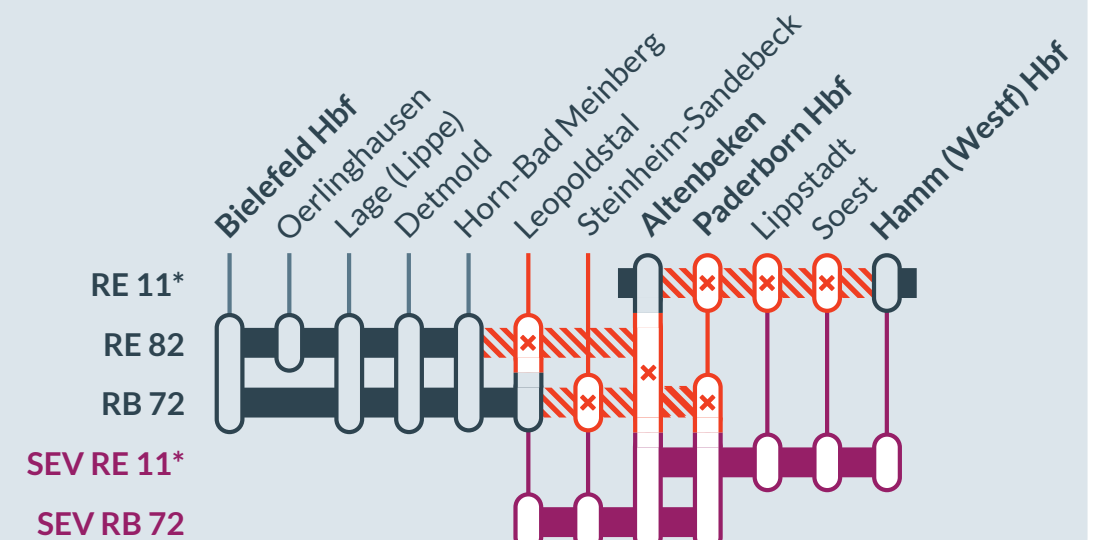 Bielefeld Hbf
Oerlinghausen
Lage (Lippe)
Detmold
Horn-Bad Meinberg
Leopoldstal
Steinheim-Sandebeck
Altenbeken
Paderborn Hbf
Lippstadt
Soest
Hamm (Westf) Hbf
RE 11*
RE 82
RB 72
SEV RE 11*
SEV RB 72